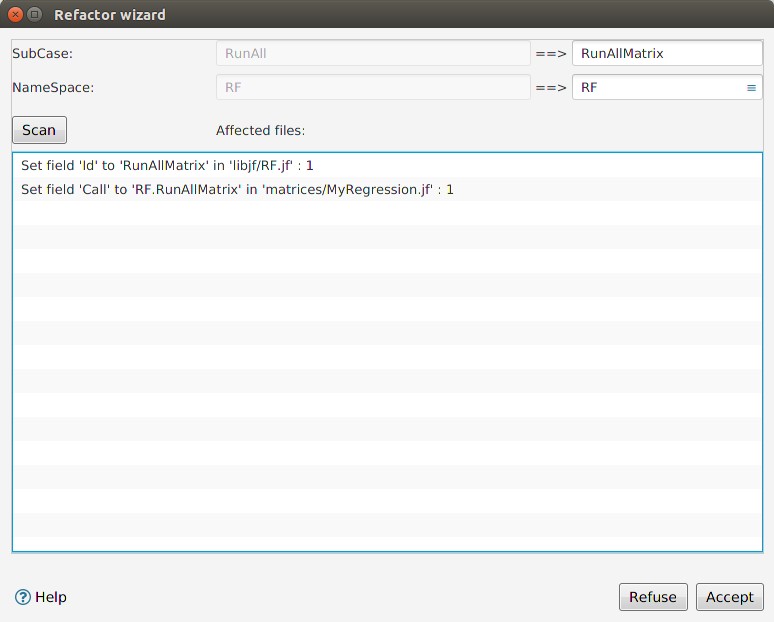 Refactor wizard
SubCase: RunAll ==> RunAllMatrix
NameSpace: RF ==> RF
Scan Affected files:
Set field 'Id' to 'RunAllMatrix' in 'libjf/RF.jf' : 1
Set field 'Call' to 'RF.RunAllMatrix' in 'matrices/MyRegression.jf' : 1
? Help Refuse Accept